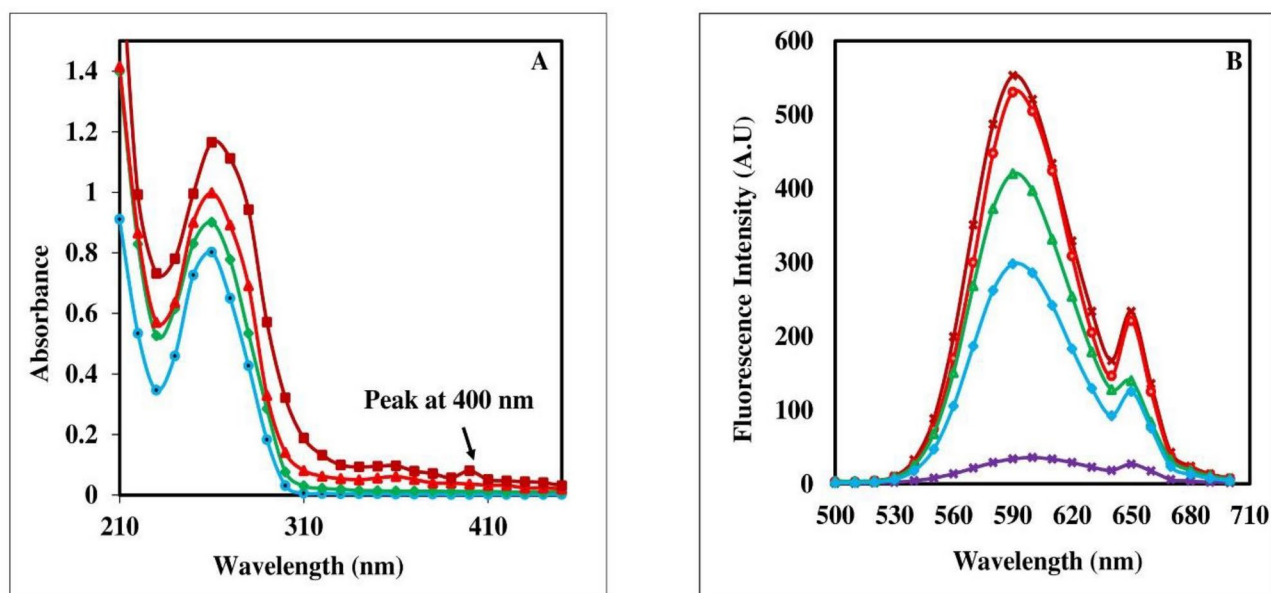 A
1.4
1.2
1
0.8
0.6
0.4
0.2
0
Absorbance
Peak at 400 nm
210 310 410
Wavelength (nm)
B
600
500
400
300
200
100
0
Fluorescence Intensity (A.U)
500 530 560 590 620 650 680 710
Wavelength (nm)